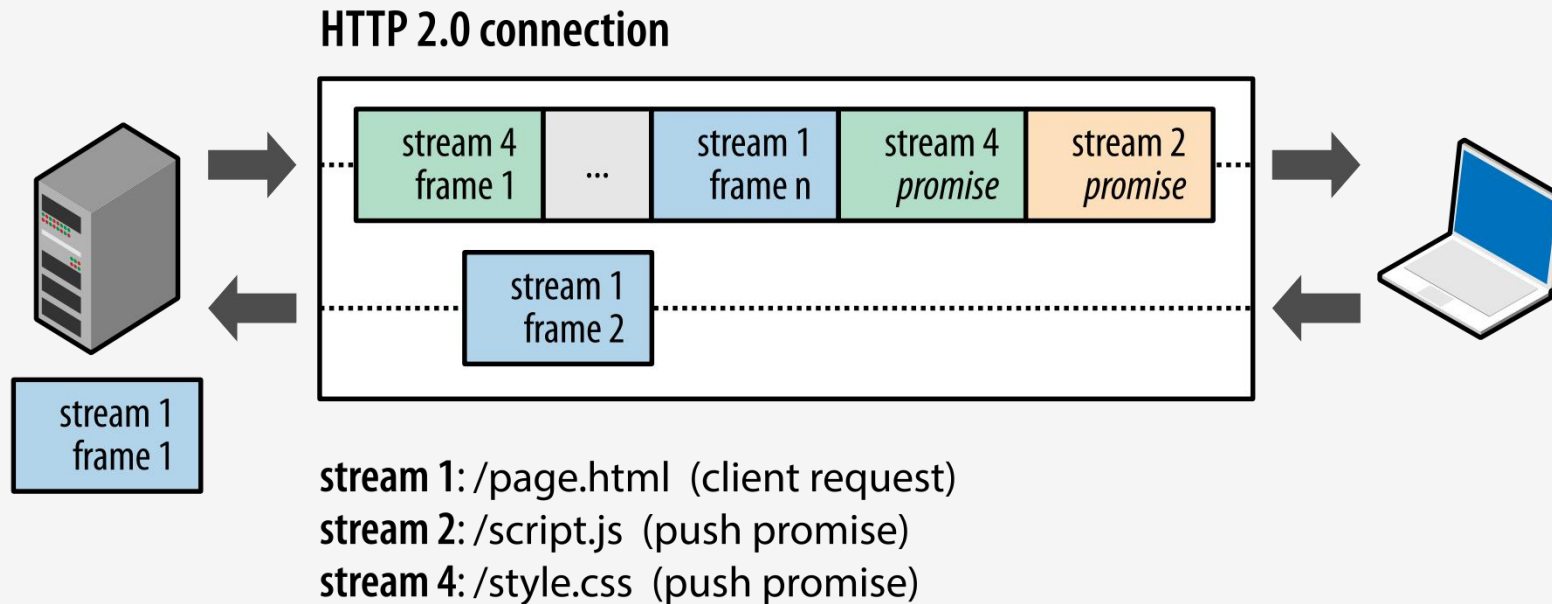 HTTP 2.0 connection
stream 4
frame 1
...
stream 1
frame n
stream 4
promise
stream 2
promise
stream 1
frame 2
stream 1
frame 1
stream 1: /page.html (client request)
stream 2: /script.js (push promise)
stream 4: /style.css (push promise)